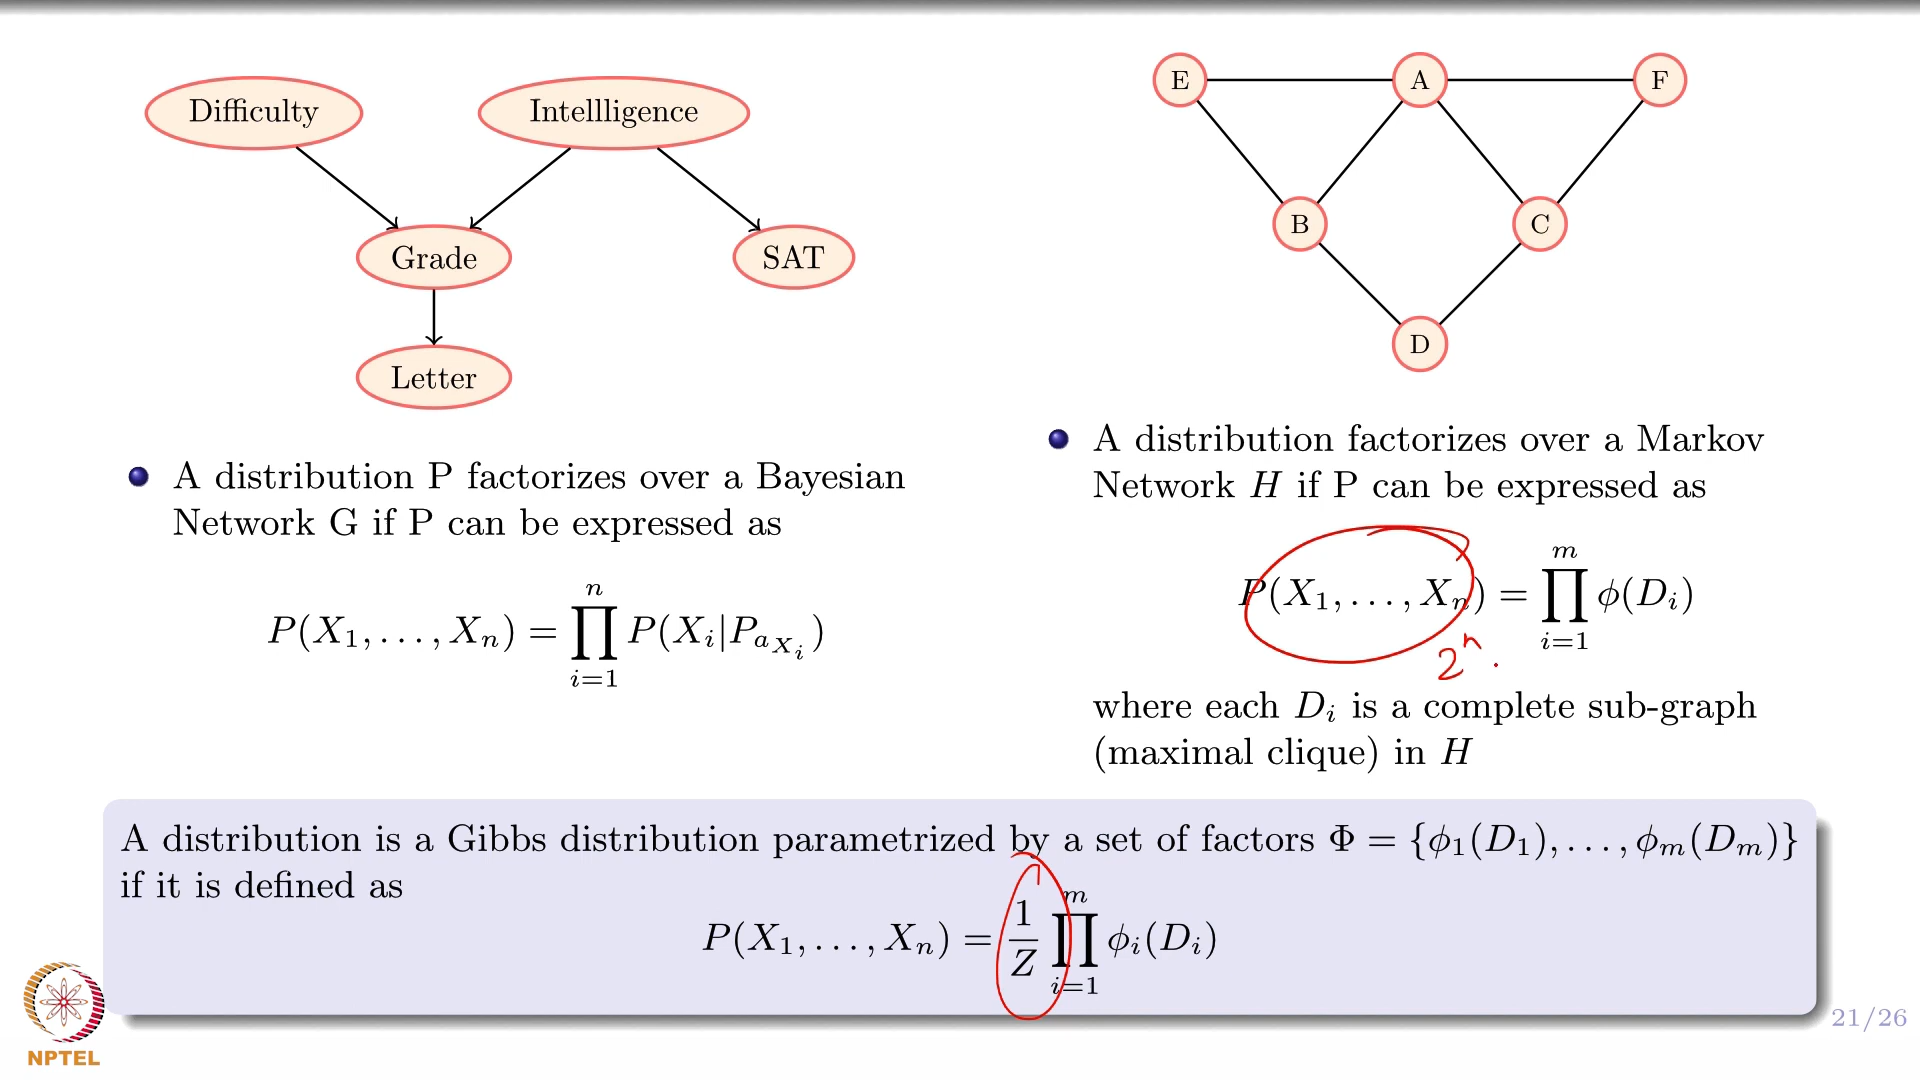 Difficulty
Intellligence
Grade
SAT
Letter
A distribution P factorizes over a Bayesian
Network G if P can be expressed as
P(X₁, . . . , Xₙ) = ∏ᵢ₌₁ⁿ P(Xᵢ|P_{a_{Xᵢ}})
E
A
F
B
C
D
A distribution factorizes over a Markov
Network H if P can be expressed as
P(X₁, . . . , Xₙ) = ∏ᵢ₌₁ᵐ ϕ(Dᵢ)
2ⁿ.
where each Dᵢ is a complete sub-graph
(maximal clique) in H
A distribution is a Gibbs distribution parametrized by a set of factors Φ = {ϕ₁(D₁), . . . , ϕₘ(Dₘ)}
if it is defined as
P(X₁, . . . , Xₙ) = 1/Z ∏ᵢ₌₁ᵐ ϕᵢ(Dᵢ)
NPTEL
21/26